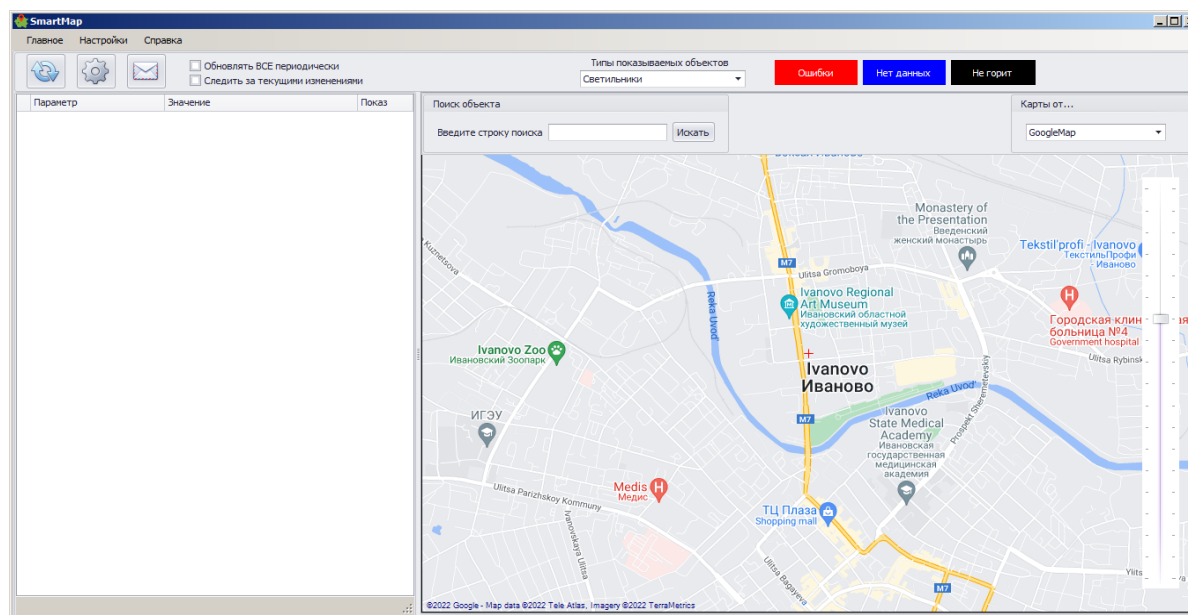 SmartMap
Главное Настройки Справка
Обновлять ВСЕ периодически
Следить за текущими изменениями
Типы показываемых объектов
Светильники
Ошибки
Нет данных
Не горит
Параметр Значение Показ
Поиск объекта
Введите строку поиска
Искать
Карты от...
GoogleMap
Monastery of
the Presentation
Введенский
женский монастырь
Tekstil'profi - Ivanovo
ТекстильПрофи
- Иваново
Kuznetsova
M7
Ulitsa Gromoboya
Reka Uvod'
Ivanovo Regional
Art Museum
Ивановский областной
художественный музей
Городская клин
больница №4
Government hospital
Ulitsa Rybinsk
Ivanovo Zoo
Ивановский Зоопарк
Ivanovo
Иваново
Reka Uvod'
Prospekt Sheremetevskiy
ИГЭУ
M7
Ivanovo
State Medical
Academy
Ивановская
государственная
медицинская
академия
Ulitsa Parizhskoy Kommuny
Medis
Медис
ТЦ Плаза
Shopping mall
Ivanovskaya Ulitsa
Ulitsa Bagayeva
M7
©2022 Google - Map data ©2022 Tele Atlas, Imagery ©2022 TerraMetrics